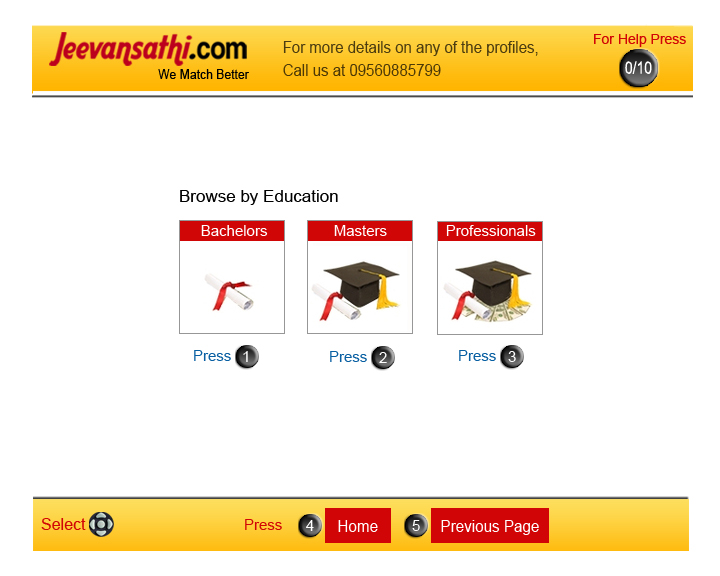 Jeevansathi.com
We Match Better
For more details on any of the profiles,
Call us at 09560885799
For Help Press
0/10
Browse by Education
Bachelors
Masters
Professionals
Press 1
Press 2
Press 3
Select
Press 4 Home 5 Previous Page